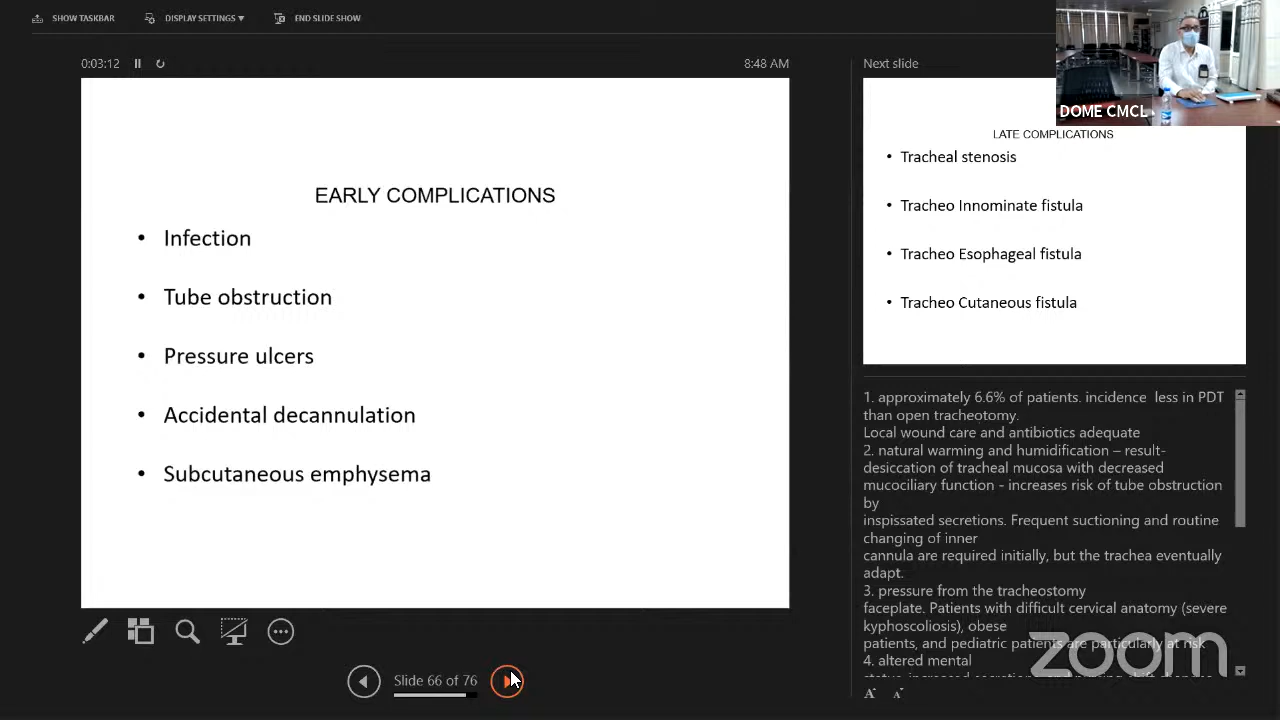 SHOW TASKBAR DISPLAY SETTINGS ▼ END SLIDE SHOW
0:03:12 8:48 AM
EARLY COMPLICATIONS
• Infection
• Tube obstruction
• Pressure ulcers
• Accidental decannulation
• Subcutaneous emphysema
Slide 66 of 76
Next slide
DOME CMCL
LATE COMPLICATIONS
• Tracheal stenosis
• Tracheo Innominate fistula
• Tracheo Esophageal fistula
• Tracheo Cutaneous fistula
1. approximately 6.6% of patients. incidence less in PDT
than open tracheotomy.
Local wound care and antibiotics adequate
2. natural warming and humidification – result-
desiccation of tracheal mucosa with decreased
mucociliary function - increases risk of tube obstruction
by
inspissated secretions. Frequent suctioning and routine
changing of inner
cannula are required initially, but the trachea eventually
adapt.
3. pressure from the tracheostomy
faceplate. Patients with difficult cervical anatomy (severe
kyphoscoliosis), obese
patients, and pediatric patients are particularly at risk
4. altered mental
zoom
A A